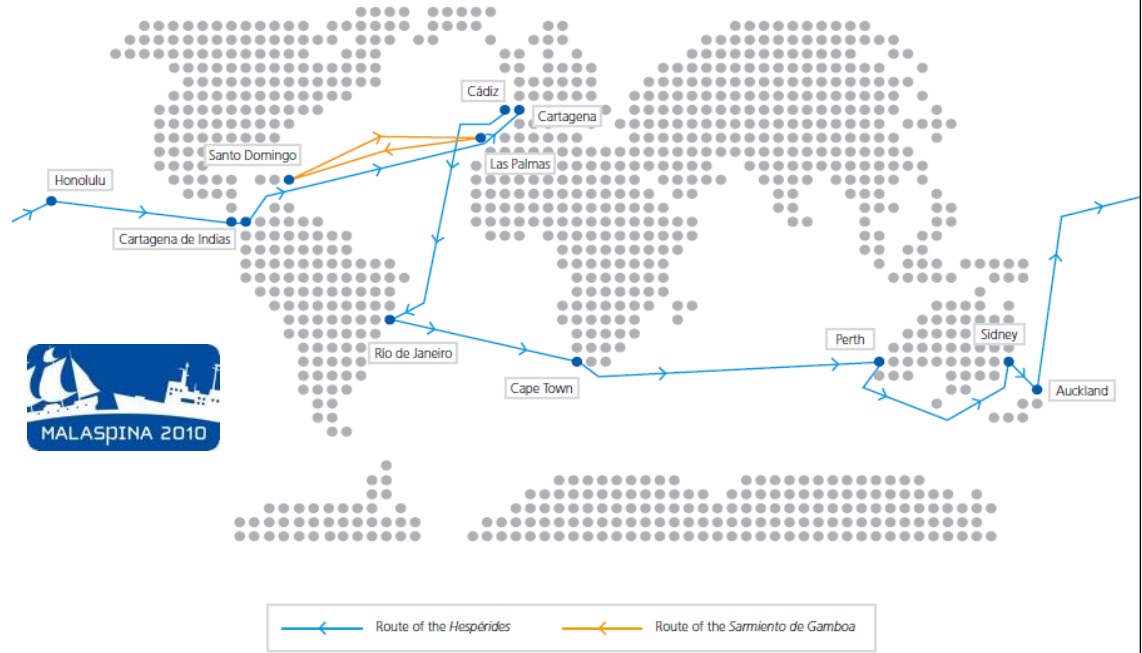 Cádiz
Cartagena
Santo Domingo
Las Palmas
Honolulu
Cartagena de Indias
Río de Janeiro
Cape Town
Perth
Sidney
Auckland
MALASPINA 2010
Route of the Hespérides
Route of the Sarmiento de Gamboa